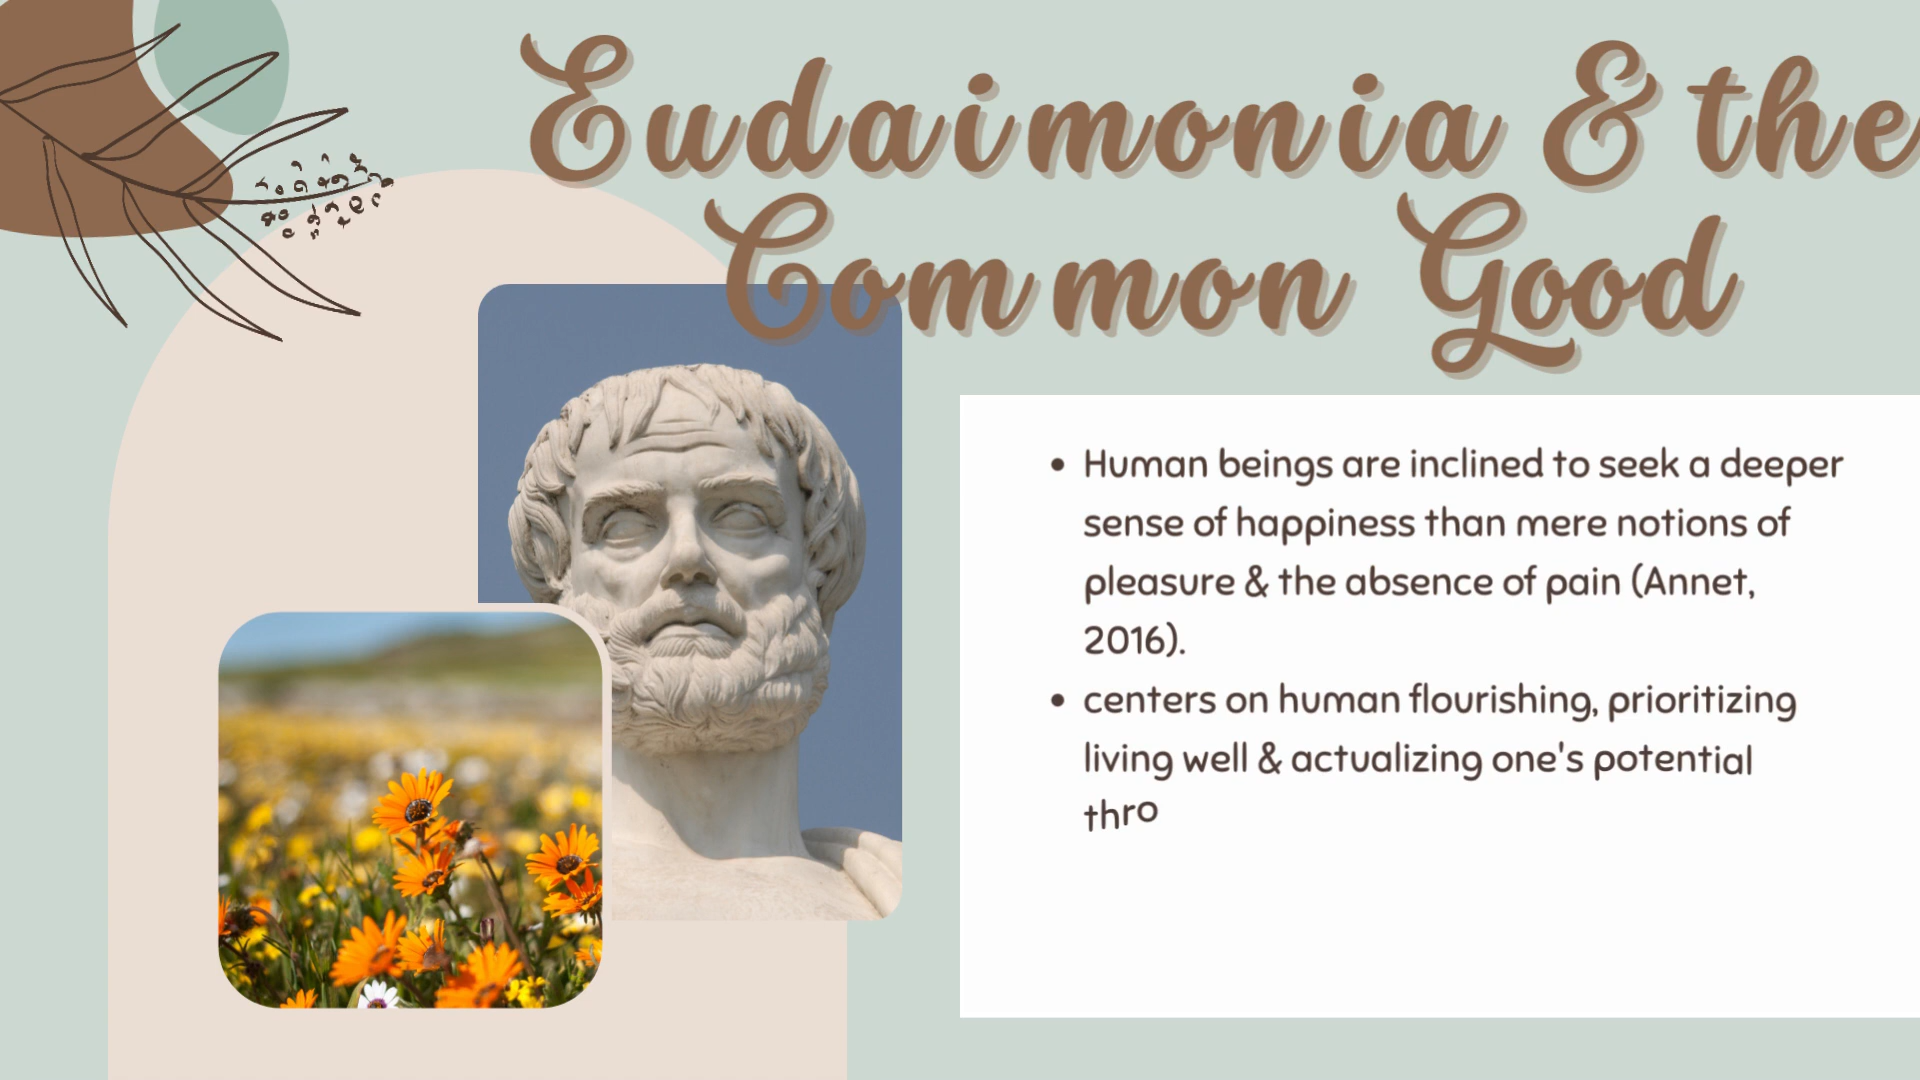 Eudaimonia & the
Common Good
• Human beings are inclined to seek a deeper
sense of happiness than mere notions of
pleasure & the absence of pain (Annet,
2016).
• centers on human flourishing, prioritizing
living well & actualizing one's potential
thro